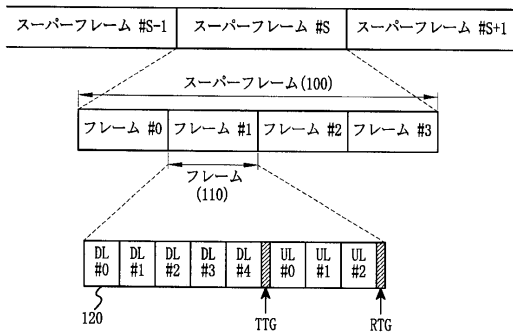 スーパーフレーム #S-1 スーパーフレーム #S スーパーフレーム #S+1
スーパーフレーム(100)
フレーム #0 フレーム #1 フレーム #2 フレーム #3
フレーム
(110)
DL DL DL DL DL UL UL UL
#0 #1 #2 #3 #4 #0 #1 #2
120
TTG RTG